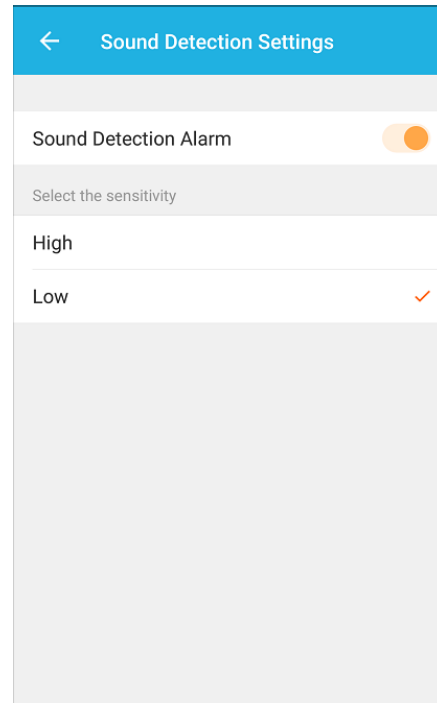 Sound Detection Settings
Sound Detection Alarm
Select the sensitivity
High
Low